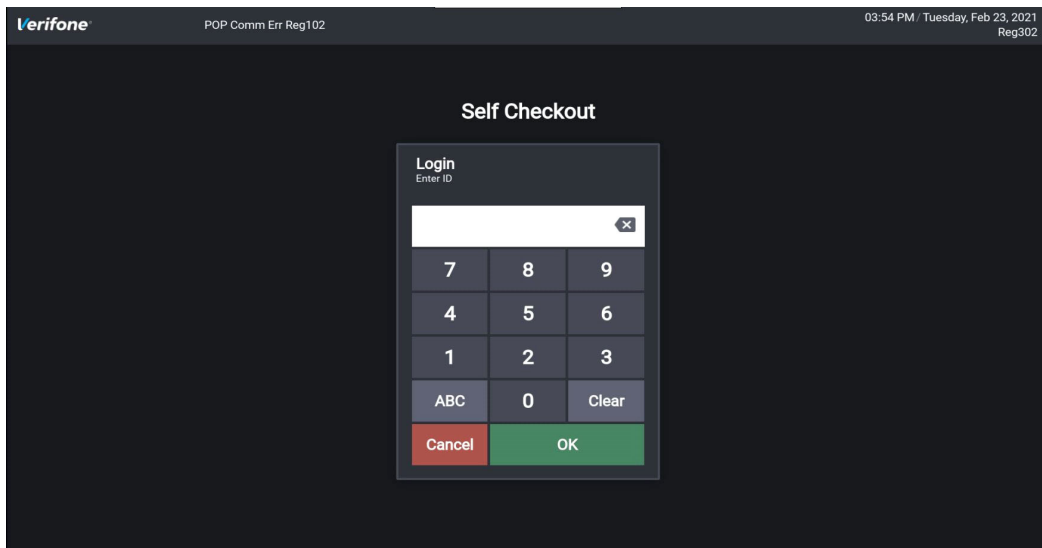 Verifone
POP Comm Err Reg102
03:54 PM / Tuesday, Feb 23, 2021
Reg302
Self Checkout
Login
Enter ID
7 8 9
4 5 6
1 2 3
ABC 0 Clear
Cancel OK